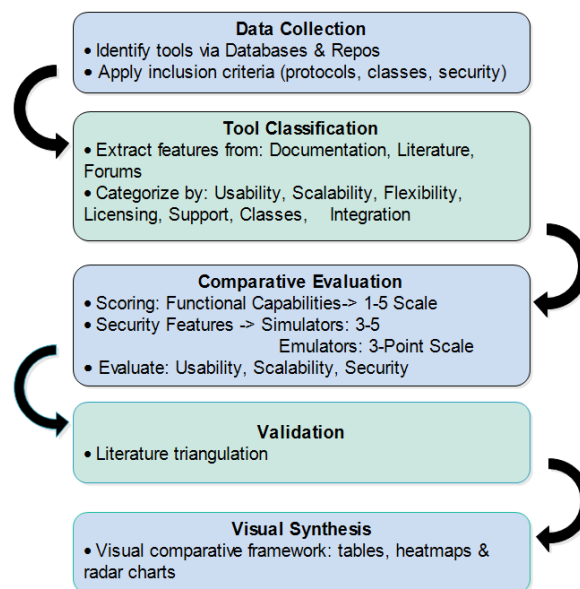 Data Collection
• Identify tools via Databases & Repos
• Apply inclusion criteria (protocols, classes, security)
Tool Classification
• Extract features from: Documentation, Literature,
Forums
• Categorize by: Usability, Scalability, Flexibility,
Licensing, Support, Classes, Integration
Comparative Evaluation
• Scoring: Functional Capabilities-> 1-5 Scale
• Security Features -> Simulators: 3-5
Emulators: 3-Point Scale
• Evaluate: Usability, Scalability, Security
Validation
• Literature triangulation
Visual Synthesis
• Visual comparative framework: tables, heatmaps &
radar charts